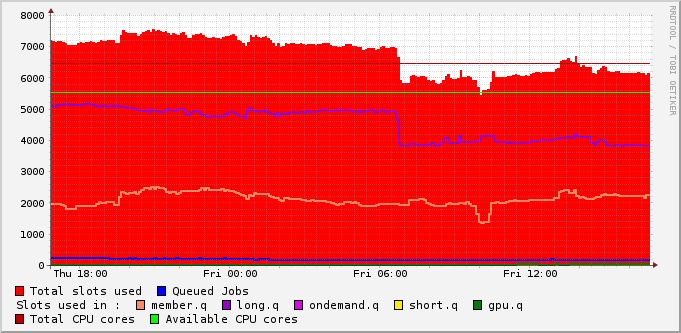 RRDTOOL / TOBI OETIKER
8000
7000
6000
5000
4000
3000
2000
1000
0
Thu 18:00 Fri 00:00 Fri 06:00 Fri 12:00
Total slots used Queued Jobs
Slots used in : member.q long.q ondemand.q short.q gpu.q
Total CPU cores Available CPU cores